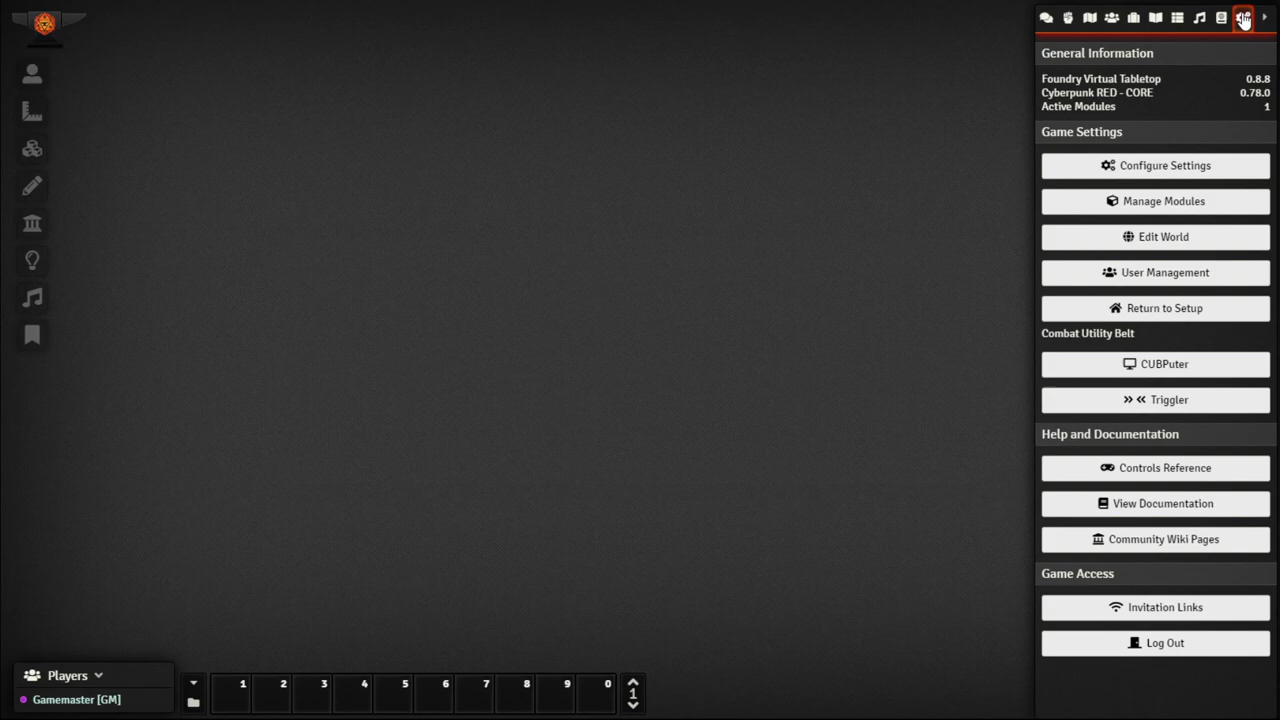 General Information
Foundry Virtual Tabletop 0.8.8
Cyberpunk RED - CORE 0.78.0
Active Modules 1
Game Settings
Configure Settings
Manage Modules
Edit World
User Management
Return to Setup
Combat Utility Belt
CUBPuter
Triggler
Help and Documentation
Controls Reference
View Documentation
Community Wiki Pages
Game Access
Invitation Links
Log Out
Players
Gamemaster [GM]
1 2 3 4 5 6 7 8 9 0
1